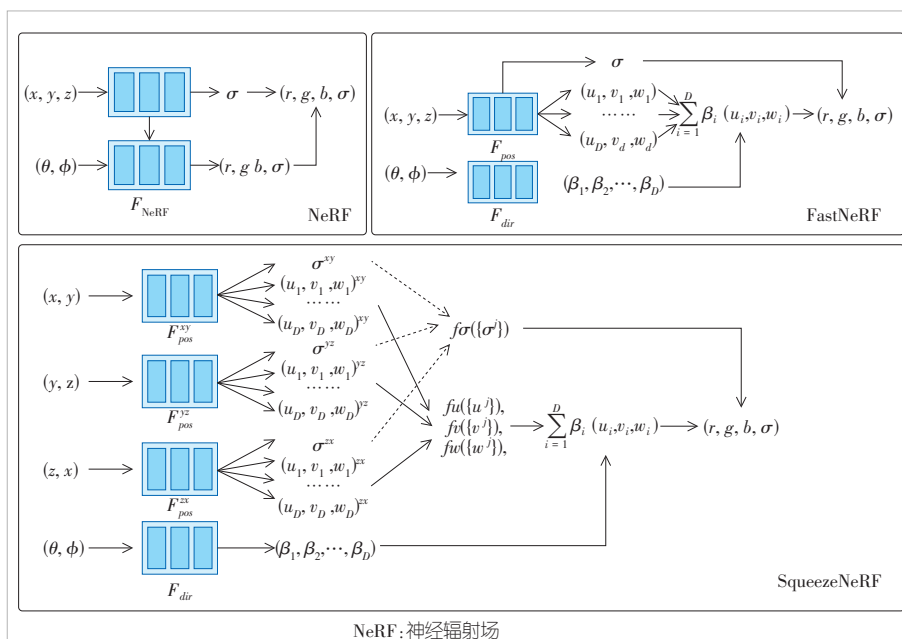 (x, y, z)
σ
(r, g, b, σ)
(θ, ϕ)
(r, g b, σ)
F_NeRF
NeRF
σ
(x, y, z)
(u_1, v_1 ,w_1)
……
(u_D, v_d ,w_d)
∑_{i = 1}^{D} β_i (u_i,v_i,w_i)
(r, g, b, σ)
F_pos
(θ, ϕ)
(β_1, β_2, ⋯, β_D)
F_dir
FastNeRF
(x, y)
F_pos^xy
σ^xy
(u_1, v_1 ,w_1)^xy
……
(u_D, v_D ,w_D)^xy
(y, z)
F_pos^yz
σ^yz
(u_1, v_1 ,w_1)^yz
……
(u_D, v_D ,w_D)^yz
(z, x)
F_pos^zx
σ^zx
(u_1, v_1 ,w_1)^zx
……
(u_D, v_D ,w_D)^zx
fσ({σ^j})
fu({u^j}),
fv({v^j}),
fw({w^j}),
∑_{i = 1}^{D} β_i (u_i,v_i,w_i)
(r, g, b, σ)
(θ, ϕ)
F_dir
(β_1, β_2, ⋯, β_D)
SqueezeNeRF
NeRF：神经辐射场